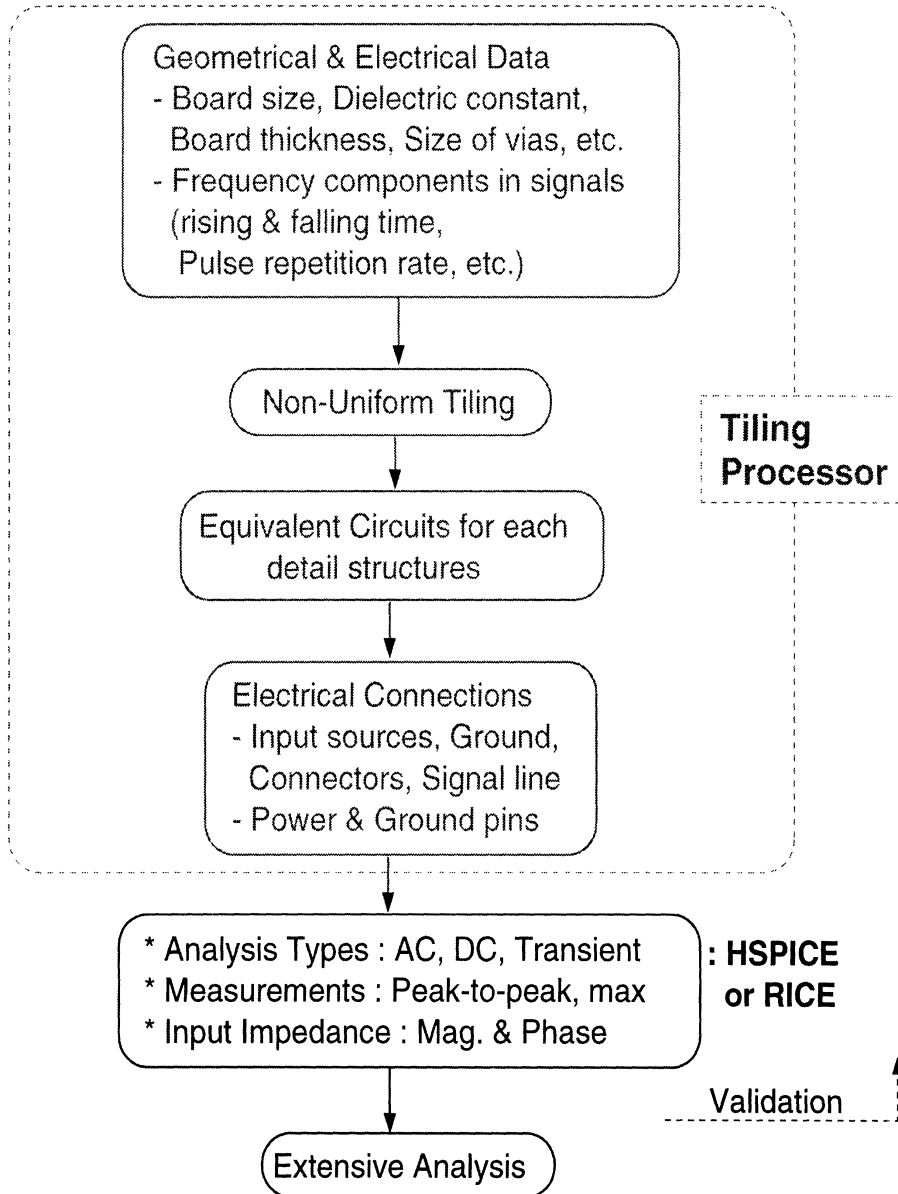 Geometrical & Electrical Data
- Board size, Dielectric constant,
Board thickness, Size of vias, etc.
- Frequency components in signals
(rising & falling time,
Pulse repetition rate, etc.)
Non-Uniform Tiling
Tiling
Processor
Equivalent Circuits for each
detail structures
Electrical Connections
- Input sources, Ground,
Connectors, Signal line
- Power & Ground pins
* Analysis Types : AC, DC, Transient
* Measurements : Peak-to-peak, max
* Input Impedance : Mag. & Phase
: HSPICE
or RICE
Validation
Extensive Analysis